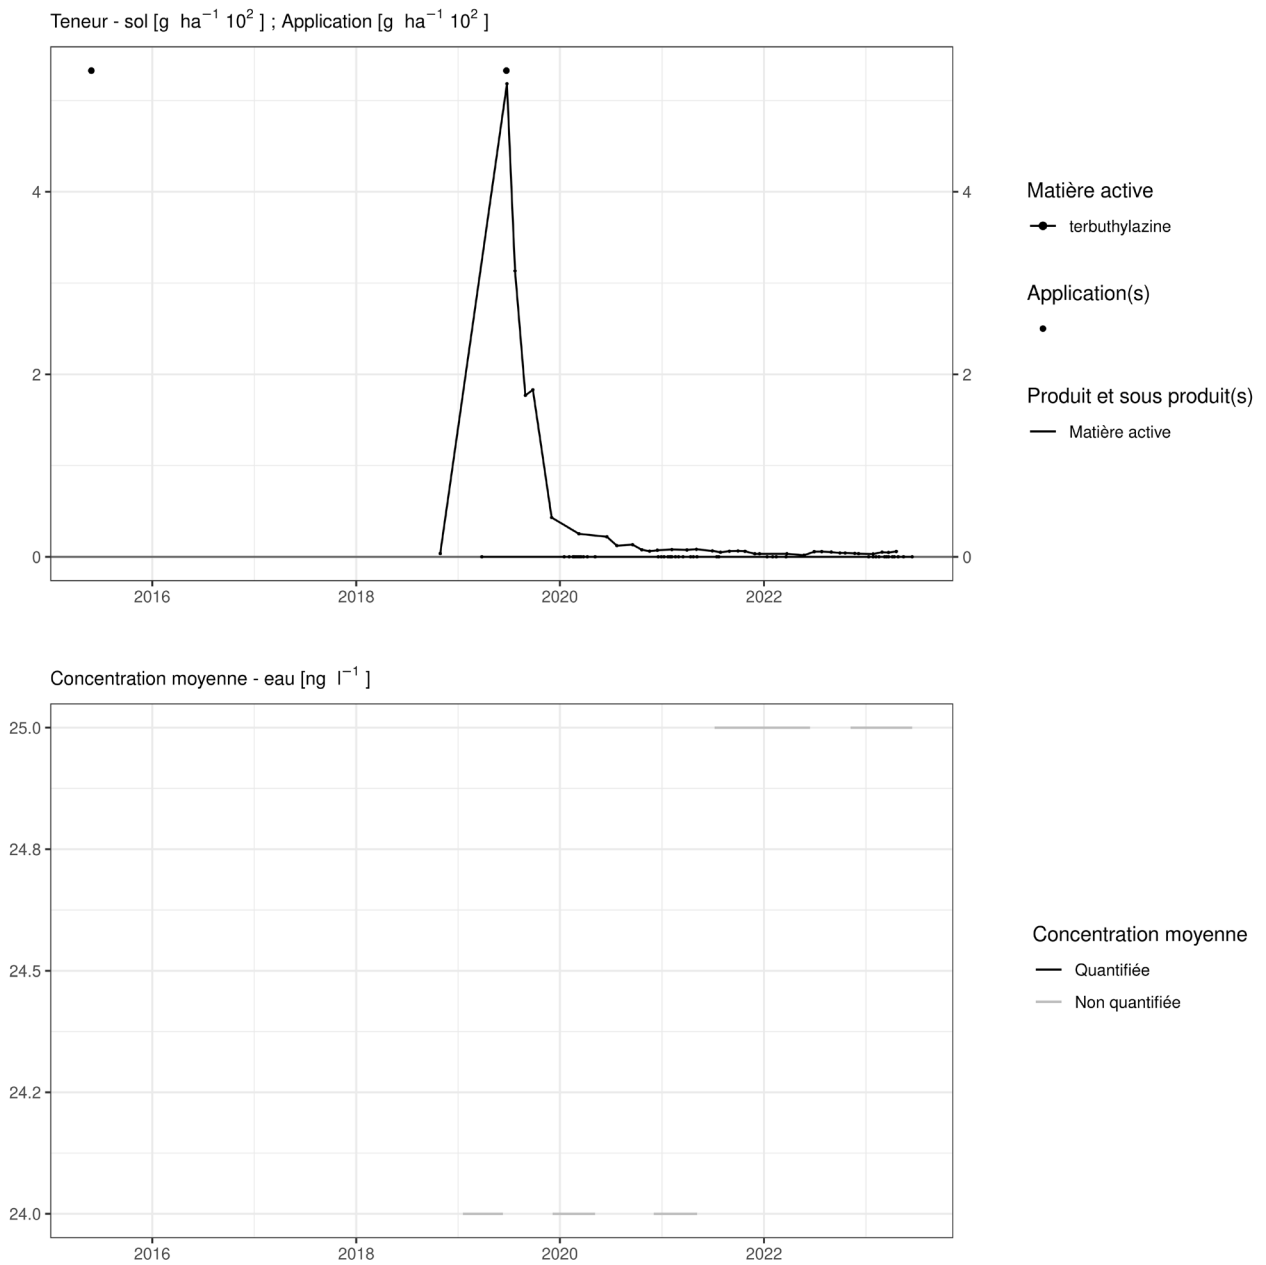 Teneur - sol [g ha⁻¹ 10² ] ; Application [g ha⁻¹ 10² ]
4
2
0
4
2
0
2016 2018 2020 2022
Matière active
terbuthylazine
Application(s)
Produit et sous produit(s)
Matière active
Concentration moyenne - eau [ng l⁻¹ ]
25.0
24.8
24.5
24.2
24.0
2016 2018 2020 2022
Concentration moyenne
Quantifiée
Non quantifiée